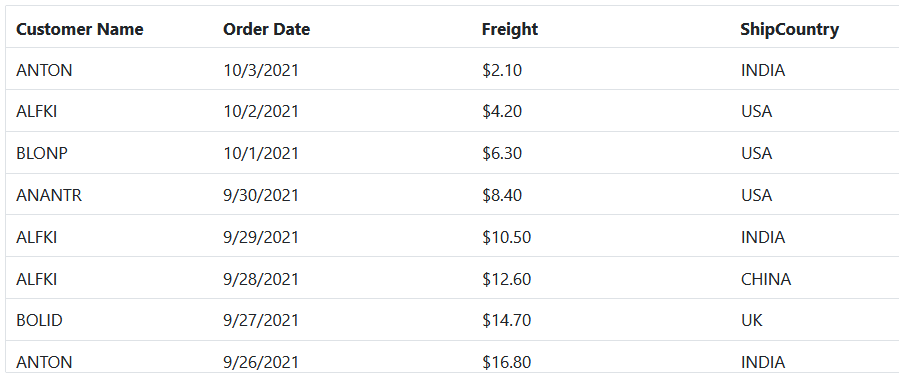 Customer Name Order Date Freight ShipCountry
ANTON 10/3/2021 $2.10 INDIA
ALFKI 10/2/2021 $4.20 USA
BLONP 10/1/2021 $6.30 USA
ANANTR 9/30/2021 $8.40 USA
ALFKI 9/29/2021 $10.50 INDIA
ALFKI 9/28/2021 $12.60 CHINA
BOLID 9/27/2021 $14.70 UK
ANTON 9/26/2021 $16.80 INDIA